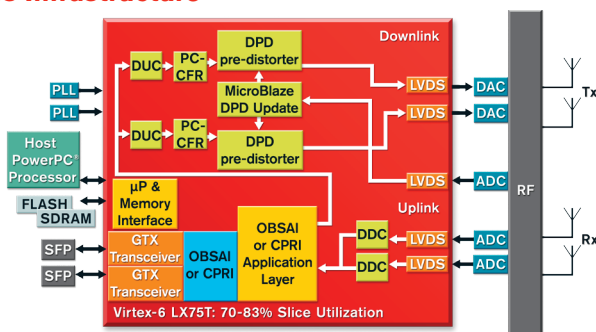 Downlink
DPD
pre-distorter
DUC
PC-
CFR
PLL
PLL
MicroBlaze
DPD Update
LVDS
DAC
Tx
LVDS
DAC
DUC
PC-
CFR
DPD
pre-distorter
Host
PowerPC®
Processor
LVDS
ADC
RF
µP &
Memory
Interface
FLASH
SDRAM
Uplink
OBSAI
or CPRI
Application
Layer
DDC
LVDS
ADC
Rx
DDC
LVDS
ADC
SFP
GTX
Transceiver
OBSAI
or CPRI
SFP
GTX
Transceiver
Virtex-6 LX75T: 70-83% Slice Utilization